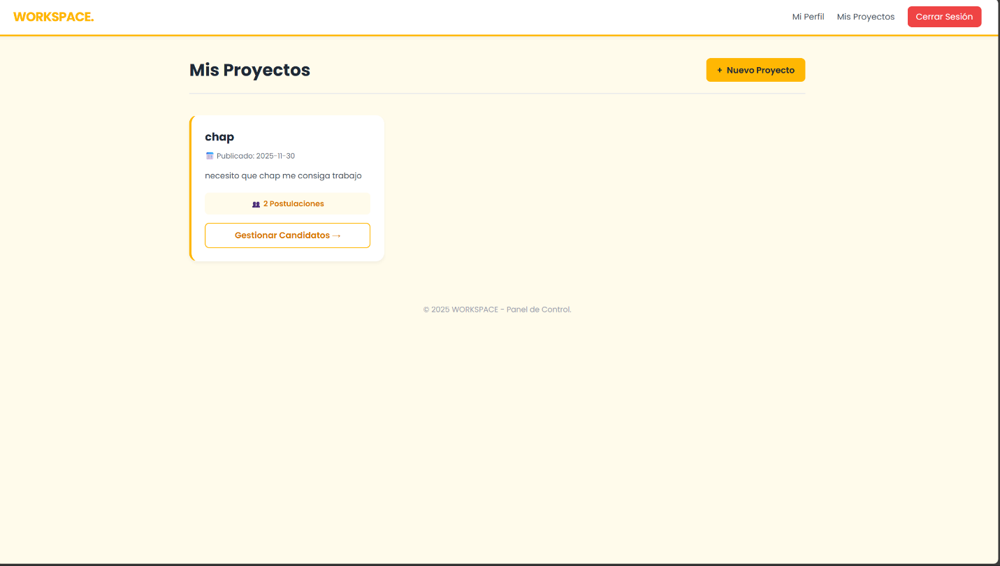 WORKSPACE.
Mi Perfil Mis Proyectos Cerrar Sesión
Mis Proyectos
+ Nuevo Proyecto
chap
Publicado: 2025-11-30
necesito que chap me consiga trabajo
2 Postulaciones
Gestionar Candidatos →
© 2025 WORKSPACE - Panel de Control.